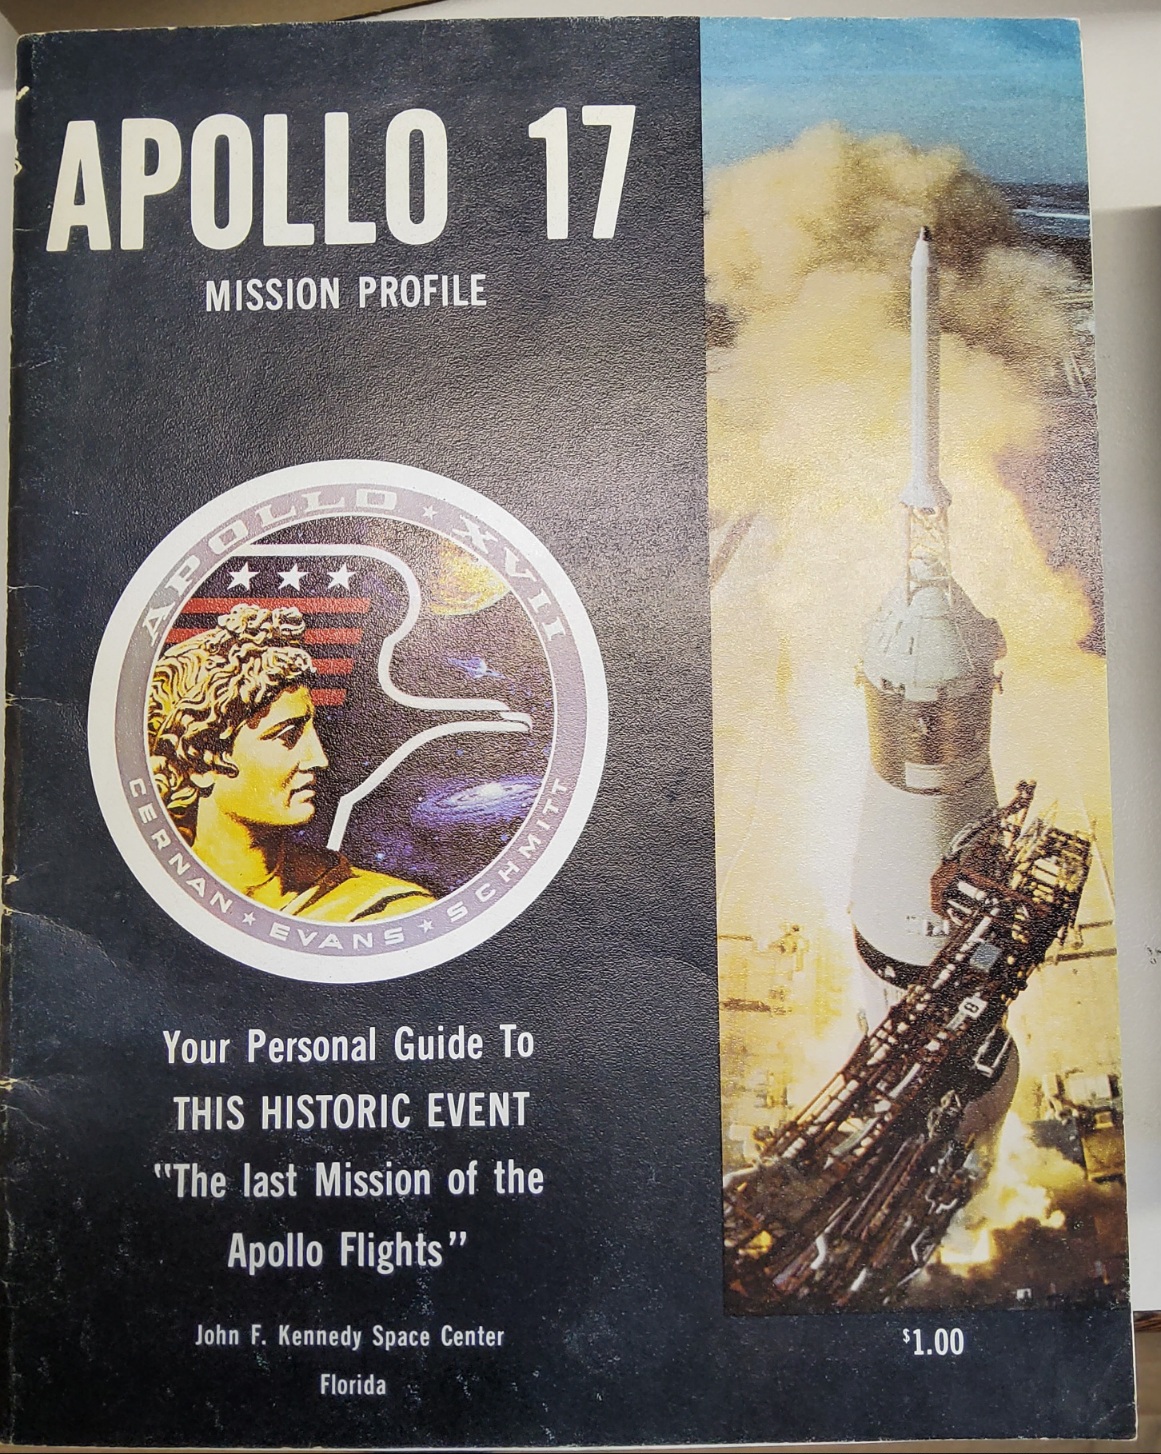 APOLLO 17
MISSION PROFILE
APOLLO ★ XVII
CERNAN ★ EVANS ★ SCHMITT
Your Personal Guide To
THIS HISTORIC EVENT
"The last Mission of the
Apollo Flights"
John F. Kennedy Space Center
Florida
$1.00